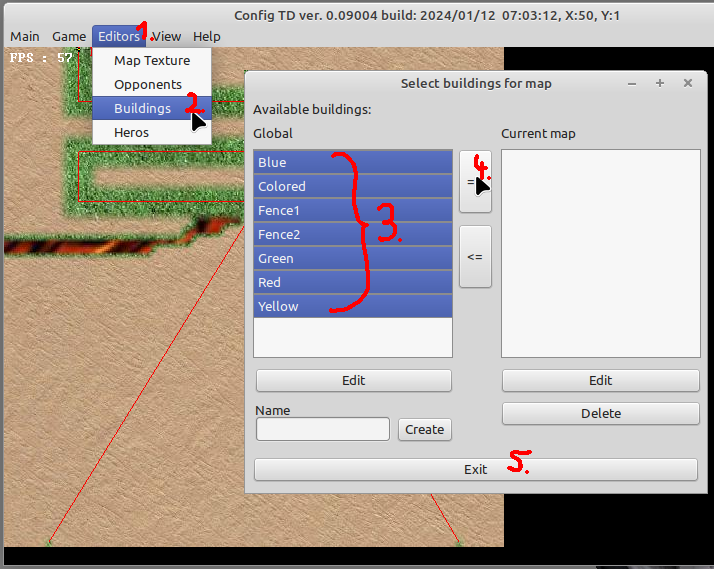 Config TD ver. 0.09004 build: 2024/01/12 07:03:12, X:50, Y:1
Main Game Editors 1. View Help
FPS : 57
Map Texture
Opponents
Buildings 2.
Heros
Select buildings for map
Available buildings:
Global
Current map
Blue
Colored
Fence1
Fence2
Green
Red
Yellow
3.
4.
=
<=
Edit
Edit
Name
Create
Delete
Exit 5.